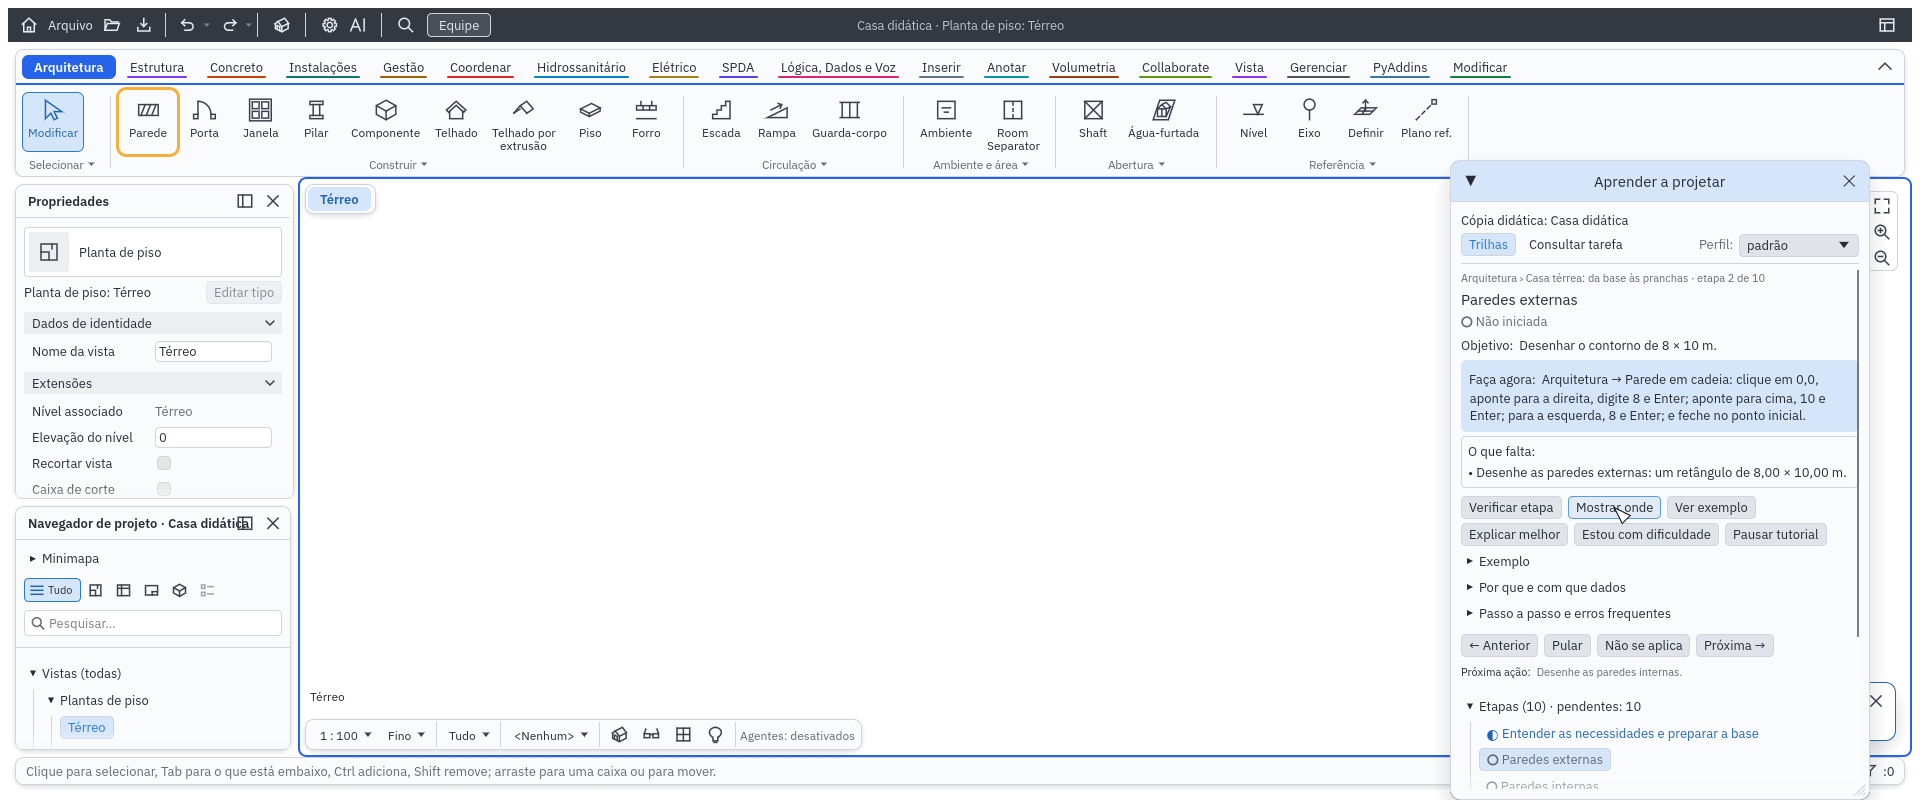 Arquivo
AI
Equipe
Casa didática · Planta de piso: Térreo
Arquitetura Estrutura Concreto Instalações Gestão Coordenar Hidrossanitário Elétrico SPDA Lógica, Dados e Voz Inserir Anotar Volumetria Collaborate Vista Gerenciar PyAddins Modificar
Modificar Parede Porta Janela Pilar Componente Telhado Telhado por extrusão Piso Forro Escada Rampa Guarda-corpo Ambiente Room Separator Shaft Água-furtada Nível Eixo Definir Plano ref.
Selecionar Construir Circulação Ambiente e área Abertura Referência
Propriedades
Planta de piso
Planta de piso: Térreo Editar tipo
Dados de identidade
Nome da vista Térreo
Extensões
Nível associado Térreo
Elevação do nível 0
Recortar vista
Caixa de corte
Navegador de projeto · Casa didática
Minimapa
Tudo
Pesquisar...
Vistas (todas)
Plantas de piso
Térreo
Térreo
Térreo
1 : 100 Fino Tudo <Nenhum> Agentes: desativados
Clique para selecionar, Tab para o que está embaixo, Ctrl adiciona, Shift remove; arraste para uma caixa ou para mover.
:0
Aprender a projetar
Cópia didática: Casa didática
Trilhas Consultar tarefa Perfil: padrão
Arquitetura › Casa térrea: da base às pranchas · etapa 2 de 10
Paredes externas
Não iniciada
Objetivo: Desenhar o contorno de 8 × 10 m.
Faça agora: Arquitetura → Parede em cadeia: clique em 0,0,
aponte para a direita, digite 8 e Enter; aponte para cima, 10 e
Enter; para a esquerda, 8 e Enter; e feche no ponto inicial.
O que falta:
• Desenhe as paredes externas: um retângulo de 8,00 × 10,00 m.
Verificar etapa Mostrar onde Ver exemplo
Explicar melhor Estou com dificuldade Pausar tutorial
Exemplo
Por que e com que dados
Passo a passo e erros frequentes
← Anterior Pular Não se aplica Próxima →
Próxima ação: Desenhe as paredes internas.
Etapas (10) · pendentes: 10
Entender as necessidades e preparar a base
Paredes externas
Paredes internas